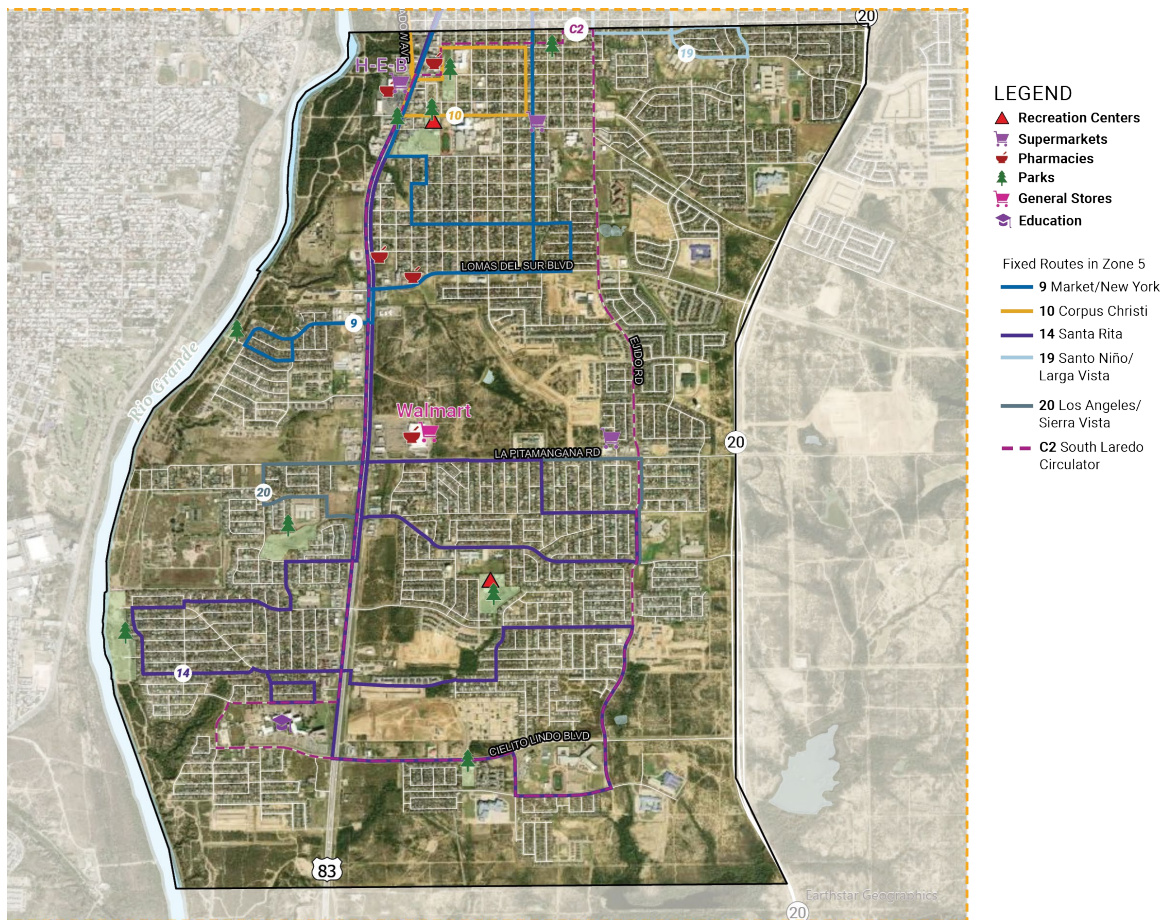 20
C2
19
H-E-B
10
LOMAS DEL SUR BLVD
9
EJIDO RD
Rio Grande
Walmart
20
LA PITAMANGANA RD
20
14
CIELITO LINDO BLVD
83
Earthstar Geographics
20
LEGEND
Recreation Centers
Supermarkets
Pharmacies
Parks
General Stores
Education
Fixed Routes in Zone 5
9 Market/New York
10 Corpus Christi
14 Santa Rita
19 Santo Niño/
Larga Vista
20 Los Angeles/
Sierra Vista
C2 South Laredo
Circulator